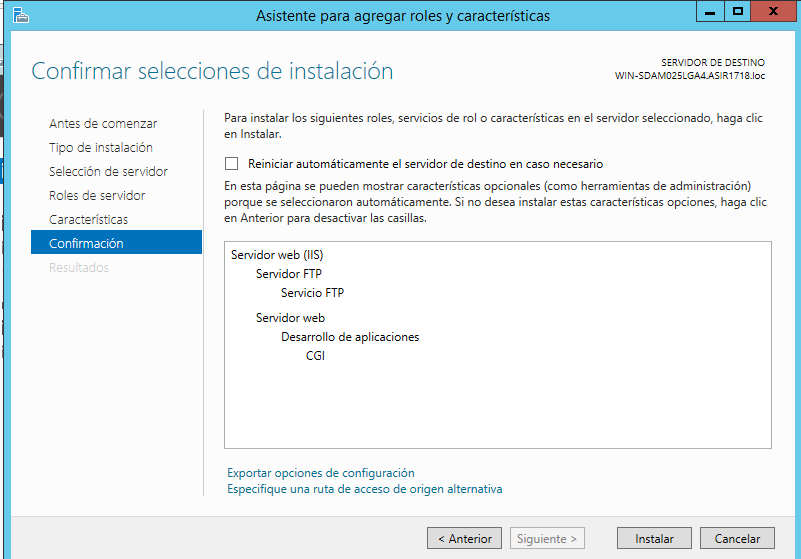 Asistente para agregar roles y características
Confirmar selecciones de instalación
SERVIDOR DE DESTINO
WIN-SDAM025LGA4.ASIR1718.loc
Antes de comenzar
Tipo de instalación
Selección de servidor
Roles de servidor
Características
Confirmación
Resultados
Para instalar los siguientes roles, servicios de rol o características en el servidor seleccionado, haga clic
en Instalar.
Reiniciar automáticamente el servidor de destino en caso necesario
En esta página se pueden mostrar características opcionales (como herramientas de administración)
porque se seleccionaron automáticamente. Si no desea instalar estas características opciones, haga clic
en Anterior para desactivar las casillas.
Servidor web (IIS)
Servidor FTP
Servicio FTP
Servidor web
Desarrollo de aplicaciones
CGI
Exportar opciones de configuración
Especifique una ruta de acceso de origen alternativa
< Anterior
Siguiente >
Instalar
Cancelar